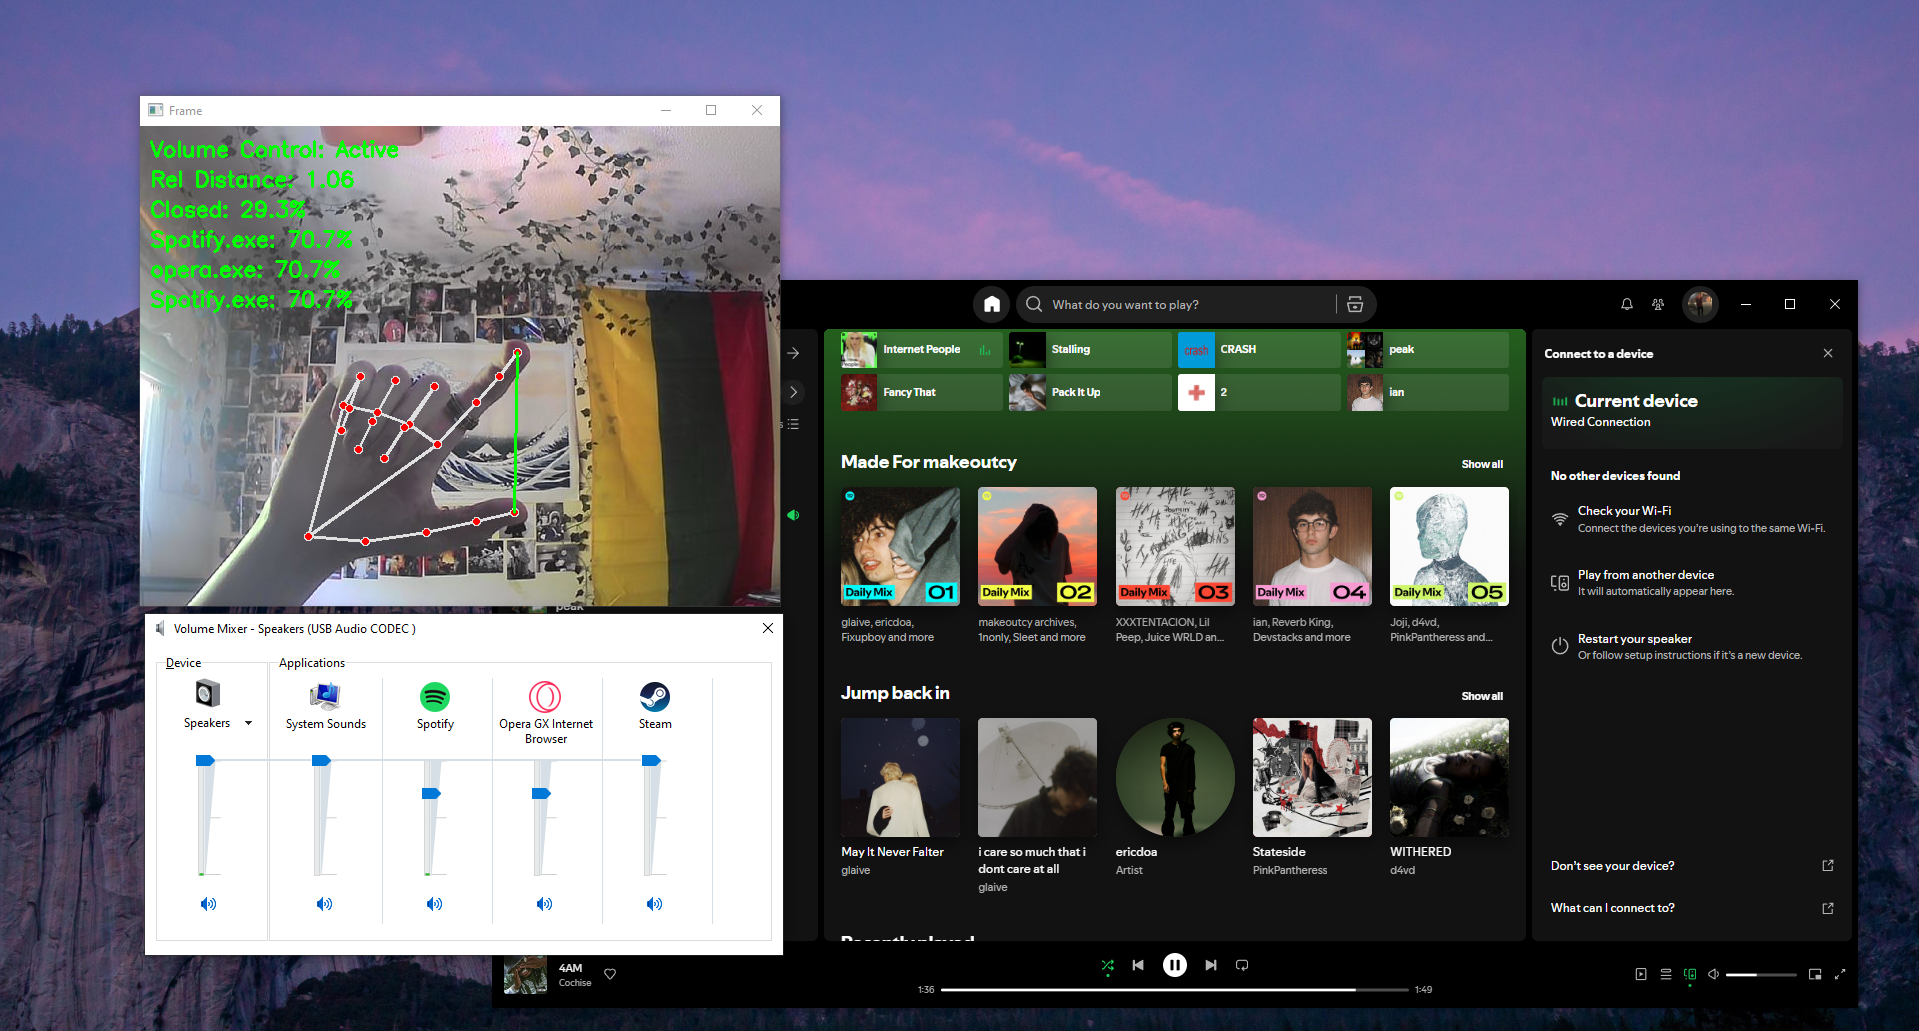 Frame
Volume Control: Active
Rel Distance: 1.06
Closed: 29.3%
Spotify.exe: 70.7%
opera.exe: 70.7%
Spotify.exe: 70.7%
peak
Volume Mixer - Speakers (USB Audio CODEC )
Device
Applications
Speakers
System Sounds
Spotify
Opera GX Internet
Browser
Steam
What do you want to play?
Internet People
Stalling
crash
CRASH
peak
Fancy That
Pack It Up
2
ian
Made For makeoutcy
Show all
Daily Mix 01
Daily Mix 02
Daily Mix 03
Daily Mix 04
Daily Mix 05
glaive, ericdoa,
Fixupboy and more
makeoutcy archives,
1nonly, Sleet and more
XXXTENTACION, Lil
Peep, Juice WRLD an...
ian, Reverb King,
Devstacks and more
Joji, d4vd,
PinkPantheress and...
Jump back in
Show all
May It Never Falter
glaive
i care so much that i
dont care at all
glaive
ericdoa
Artist
Stateside
PinkPantheress
WITHERED
d4vd
Recently played
Connect to a device
Current device
Wired Connection
No other devices found
Check your Wi-Fi
Connect the devices you're using to the same Wi-Fi.
Play from another device
It will automatically appear here.
Restart your speaker
Or follow setup instructions if it's a new device.
Don't see your device?
What can I connect to?
4AM
Cochise
1:36
1:49